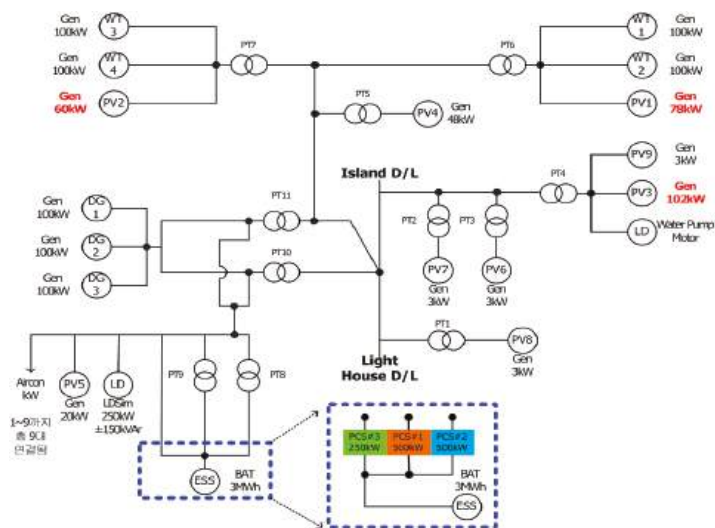 Gen
100kW
WT
3
PT7
PT6
WT
1
Gen
100kW
Gen
100kW
WT
4
WT
2
Gen
100kW
Gen
60kW
PV2
PT5
PV4
Gen
48kW
PV1
Gen
78kW
PV9
Gen
3kW
PT4
Island D/L
PV3
Gen
102kW
Gen
100kW
DG
1
PT11
PT2
PT3
LD
Water Pump
Motor
Gen
100kW
DG
2
PT10
PV7
PV6
Gen
100kW
DG
3
Gen
3kW
Gen
3kW
PT1
PV8
Gen
3kW
Light
House D/L
Aircon
kW
PV5
LD
PT9
PT8
Gen
20kW
LDSim
250kW
±150kVAr
1~9까지
총 9대
연결됨
ESS
BAT
3MWh
PCS#3
250kW
PCS#1
500kW
PCS#2
500kW
BAT
3MWh
ESS